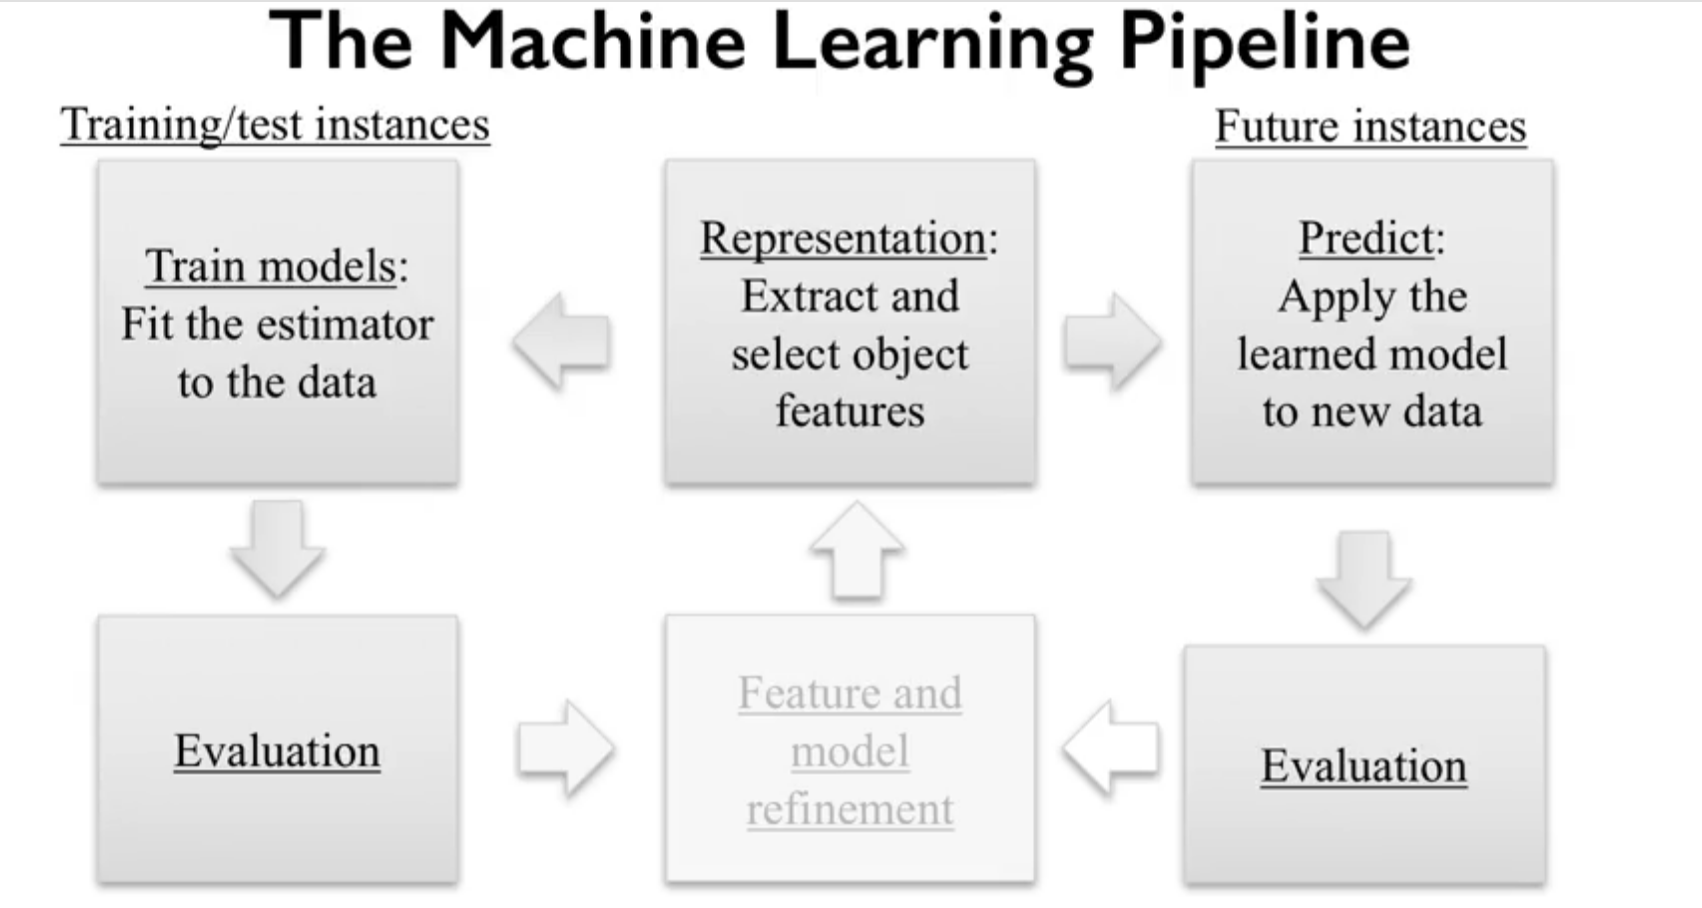 The Machine Learning Pipeline
Training/test instances
Future instances
Train models:
Fit the estimator
to the data
Representation:
Extract and
select object
features
Predict:
Apply the
learned model
to new data
Evaluation
Feature and
model
refinement
Evaluation